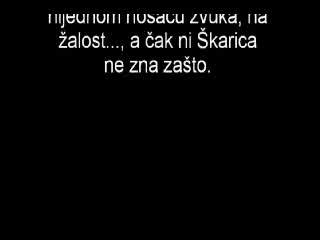 nijednom nosaču zvuka, na
žalost..., a čak ni Škarica
ne zna zašto.